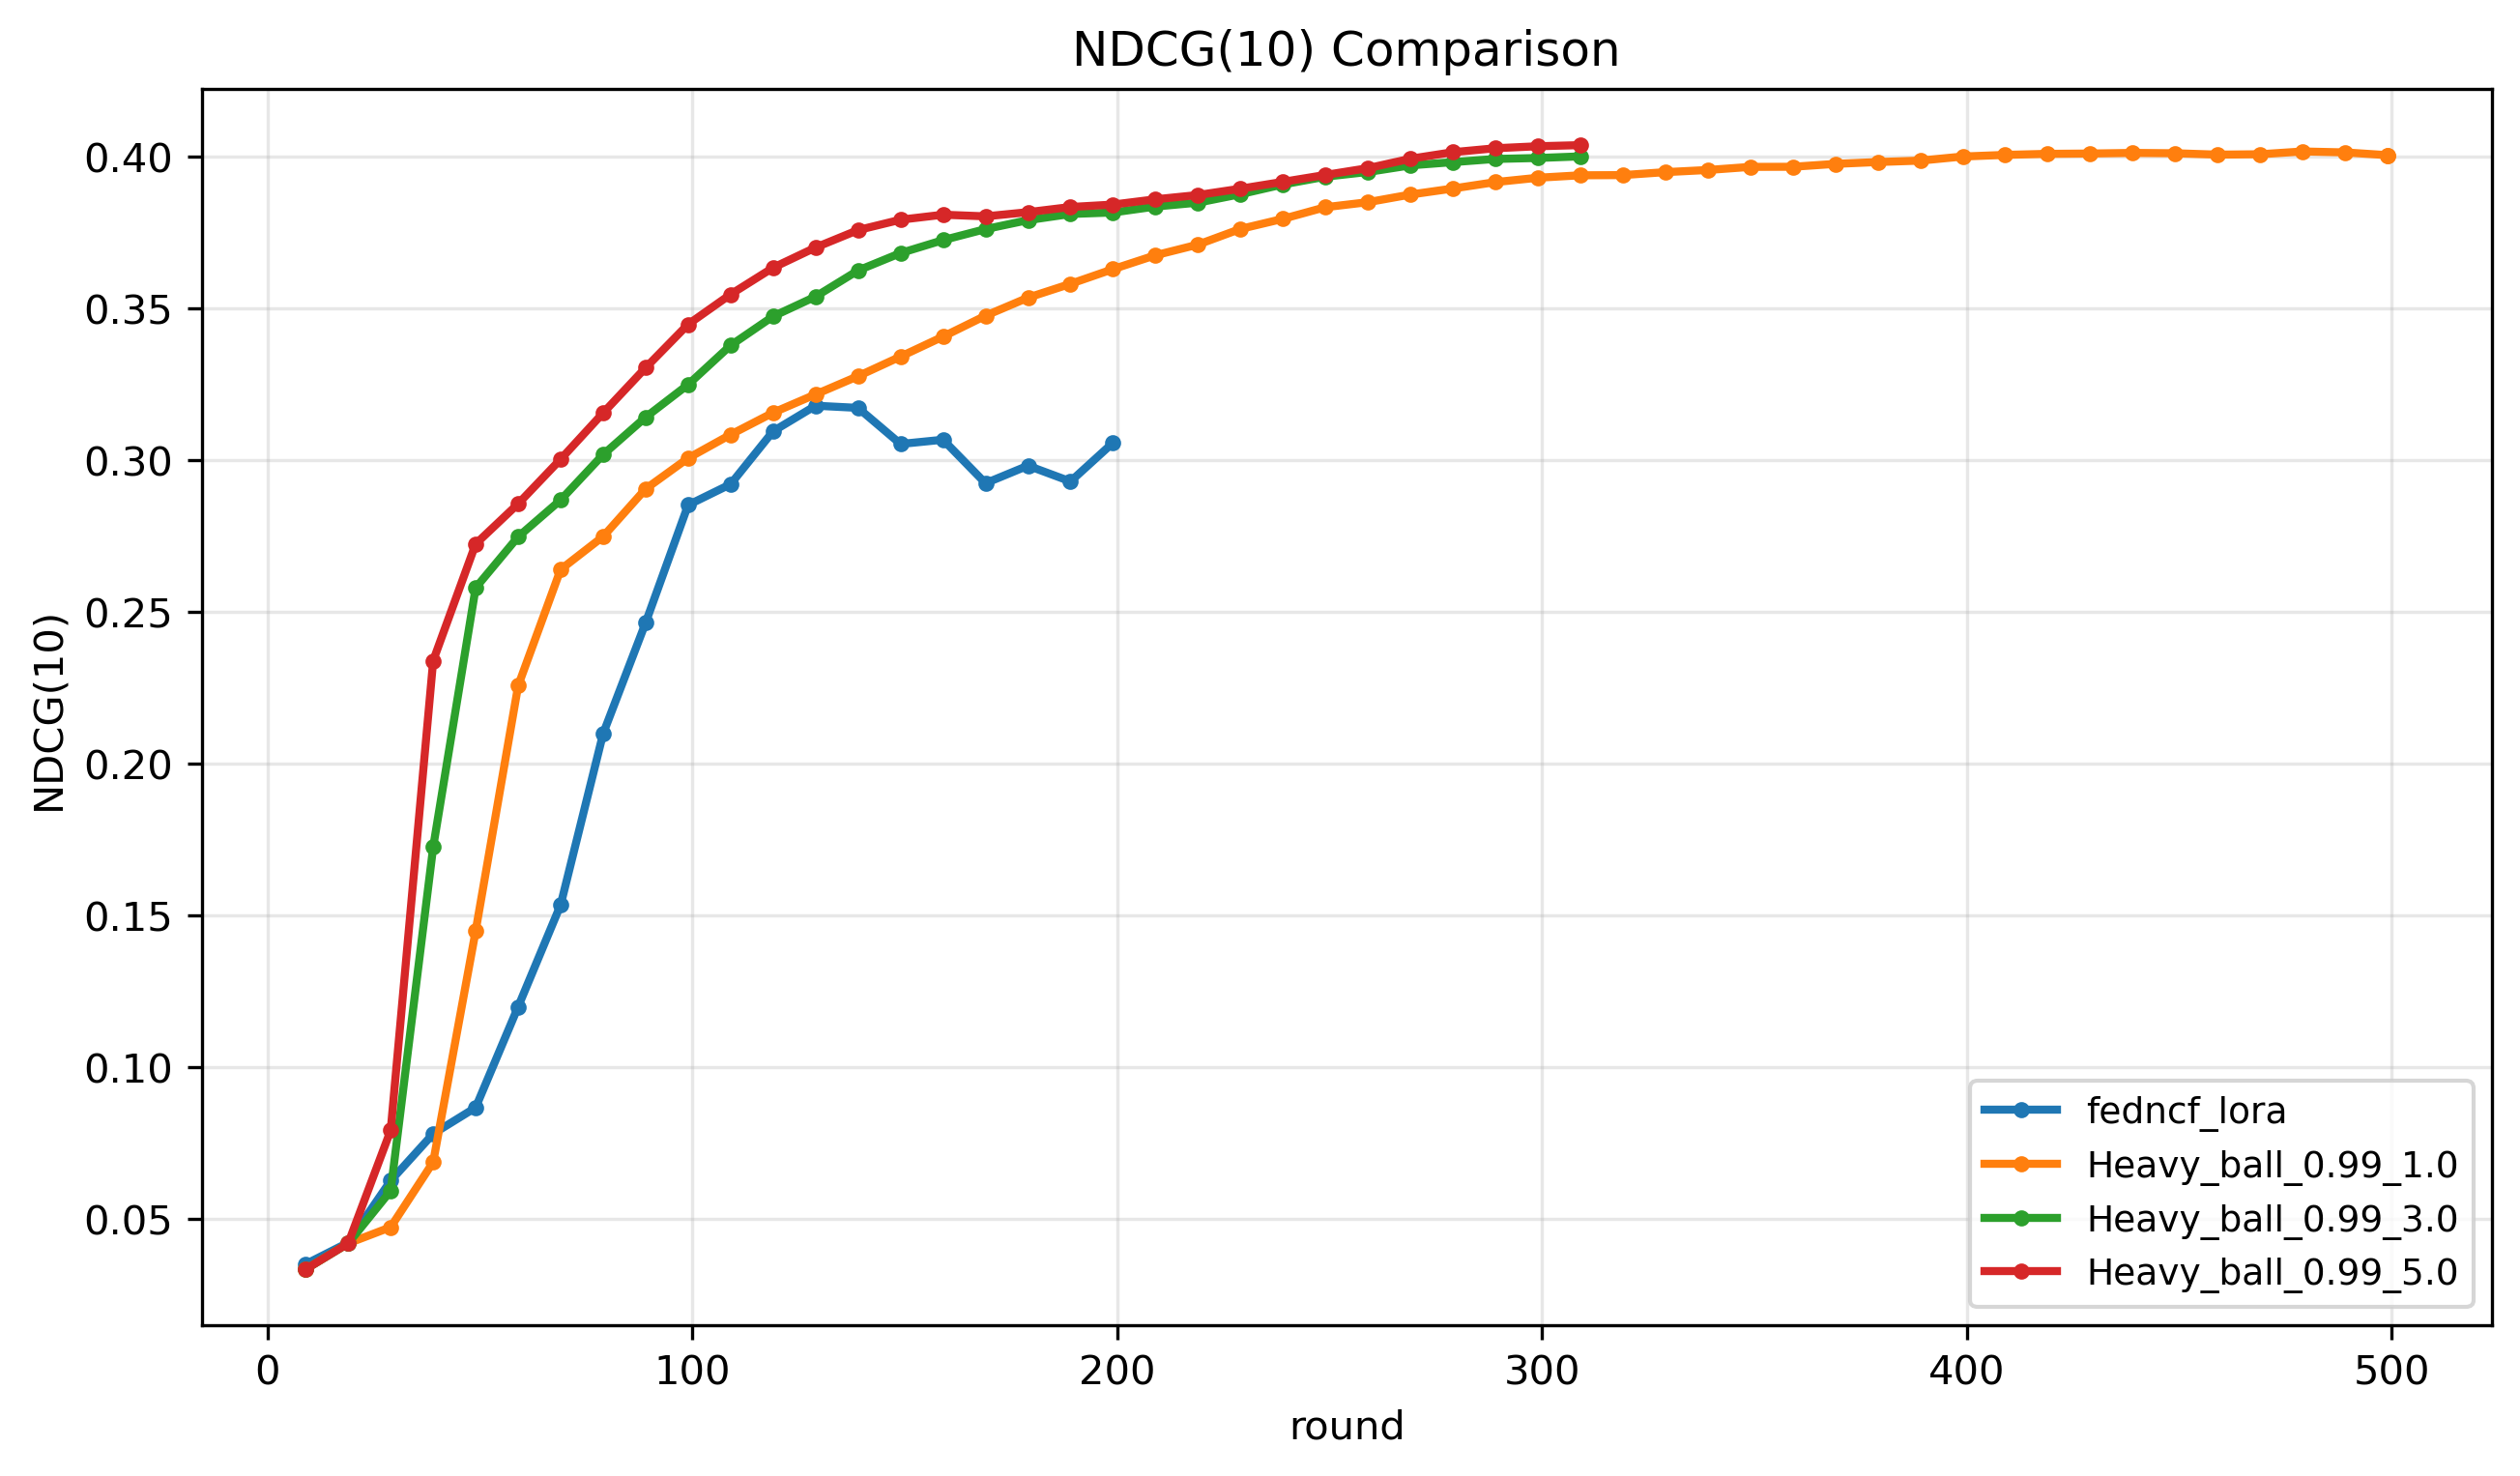 NDCG(10) Comparison
NDCG(10)
0.40
0.35
0.30
0.25
0.20
0.15
0.10
0.05
0
100
200
300
400
500
round
fedncf_lora
Heavy_ball_0.99_1.0
Heavy_ball_0.99_3.0
Heavy_ball_0.99_5.0